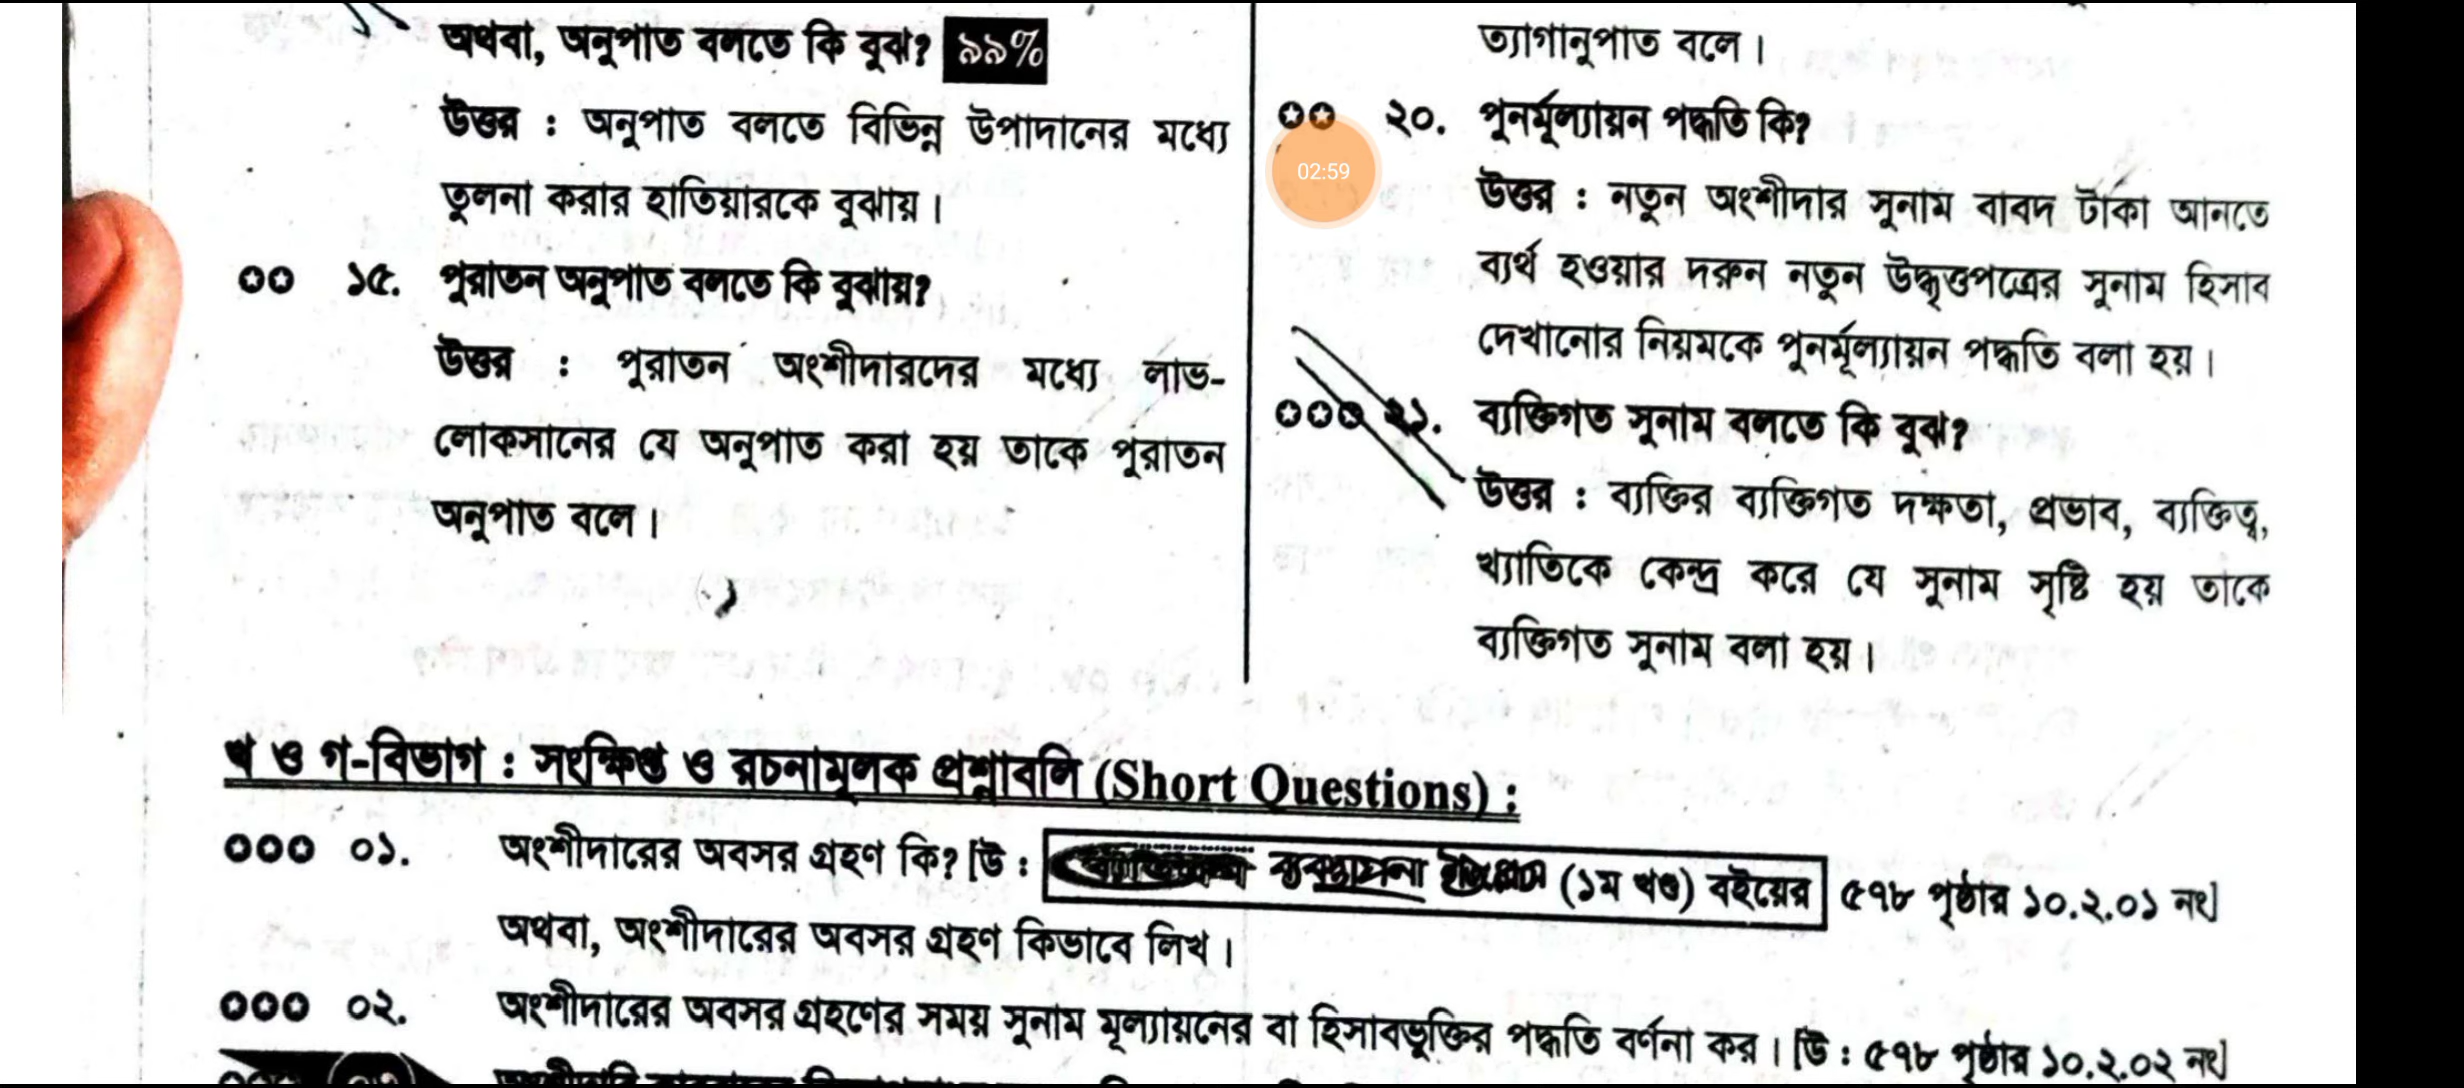 অথবা, অনুপাত বলতে কি বুঝ? ৯৯%
উত্তর : অনুপাত বলতে বিভিন্ন উপাদানের মধ্যে
তুলনা করার হাতিয়ারকে বুঝায়।
১৫. পুরাতন অনুপাত বলতে কি বুঝায়?
উত্তর : পুরাতন অংশীদারদের মধ্যে লাভ-
লোকসানের যে অনুপাত করা হয় তাকে পুরাতন
অনুপাত বলে।
ত্যাগানুপাত বলে।
২০. পুনর্মূল্যায়ন পদ্ধতি কি?
02:59
উত্তর : নতুন অংশীদার সুনাম বাবদ টাকা আনতে
ব্যর্থ হওয়ার দরুন নতুন উদ্ধৃত্তপত্রের সুনাম হিসাব
দেখানোর নিয়মকে পুনর্মূল্যায়ন পদ্ধতি বলা হয়।
২১. ব্যক্তিগত সুনাম বলতে কি বুঝ?
উত্তর : ব্যক্তির ব্যক্তিগত দক্ষতা, প্রভাব, ব্যক্তিত্ব,
খ্যাতিকে কেন্দ্র করে যে সুনাম সৃষ্টি হয় তাকে
ব্যক্তিগত সুনাম বলা হয়।
খ ও গ-বিভাগ : সংক্ষিপ্ত ও রচনামূলক প্রশ্নাবলি (Short Questions) :
০১. অংশীদারের অবসর গ্রহণ কি? [উ : ব্যবস্থাপনা (১ম খণ্ড) বইয়ের ৫৭৮ পৃষ্ঠার ১০.২.০১ নং]
অথবা, অংশীদারের অবসর গ্রহণ কিভাবে লিখ।
০২. অংশীদারের অবসর গ্রহণের সময় সুনাম মূল্যায়নের বা হিসাবভুক্তির পদ্ধতি বর্ণনা কর। [উ : ৫৭৮ পৃষ্ঠার ১০.২.০২ নং]